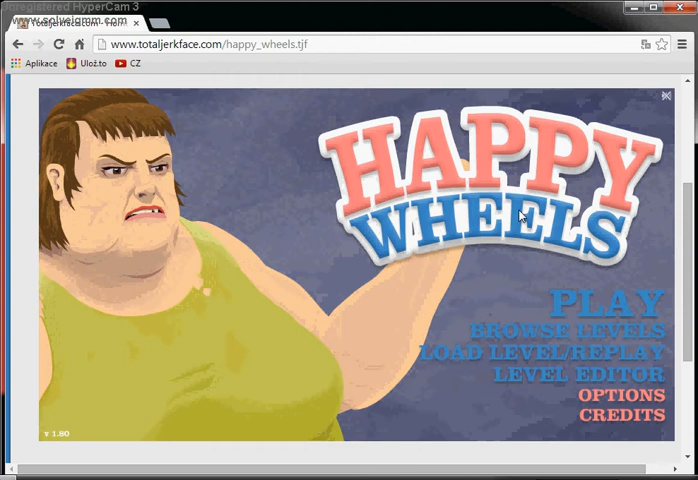 Unregistered HyperCam 3
www.solveigmm.com
www.totaljerkface.com/happy_wheels.tjf
Aplikace Ulož.to CZ
HAPPY
WHEELS
PLAY
BROWSE LEVELS
LOAD LEVEL/REPLAY
LEVEL EDITOR
OPTIONS
CREDITS
v 1.80